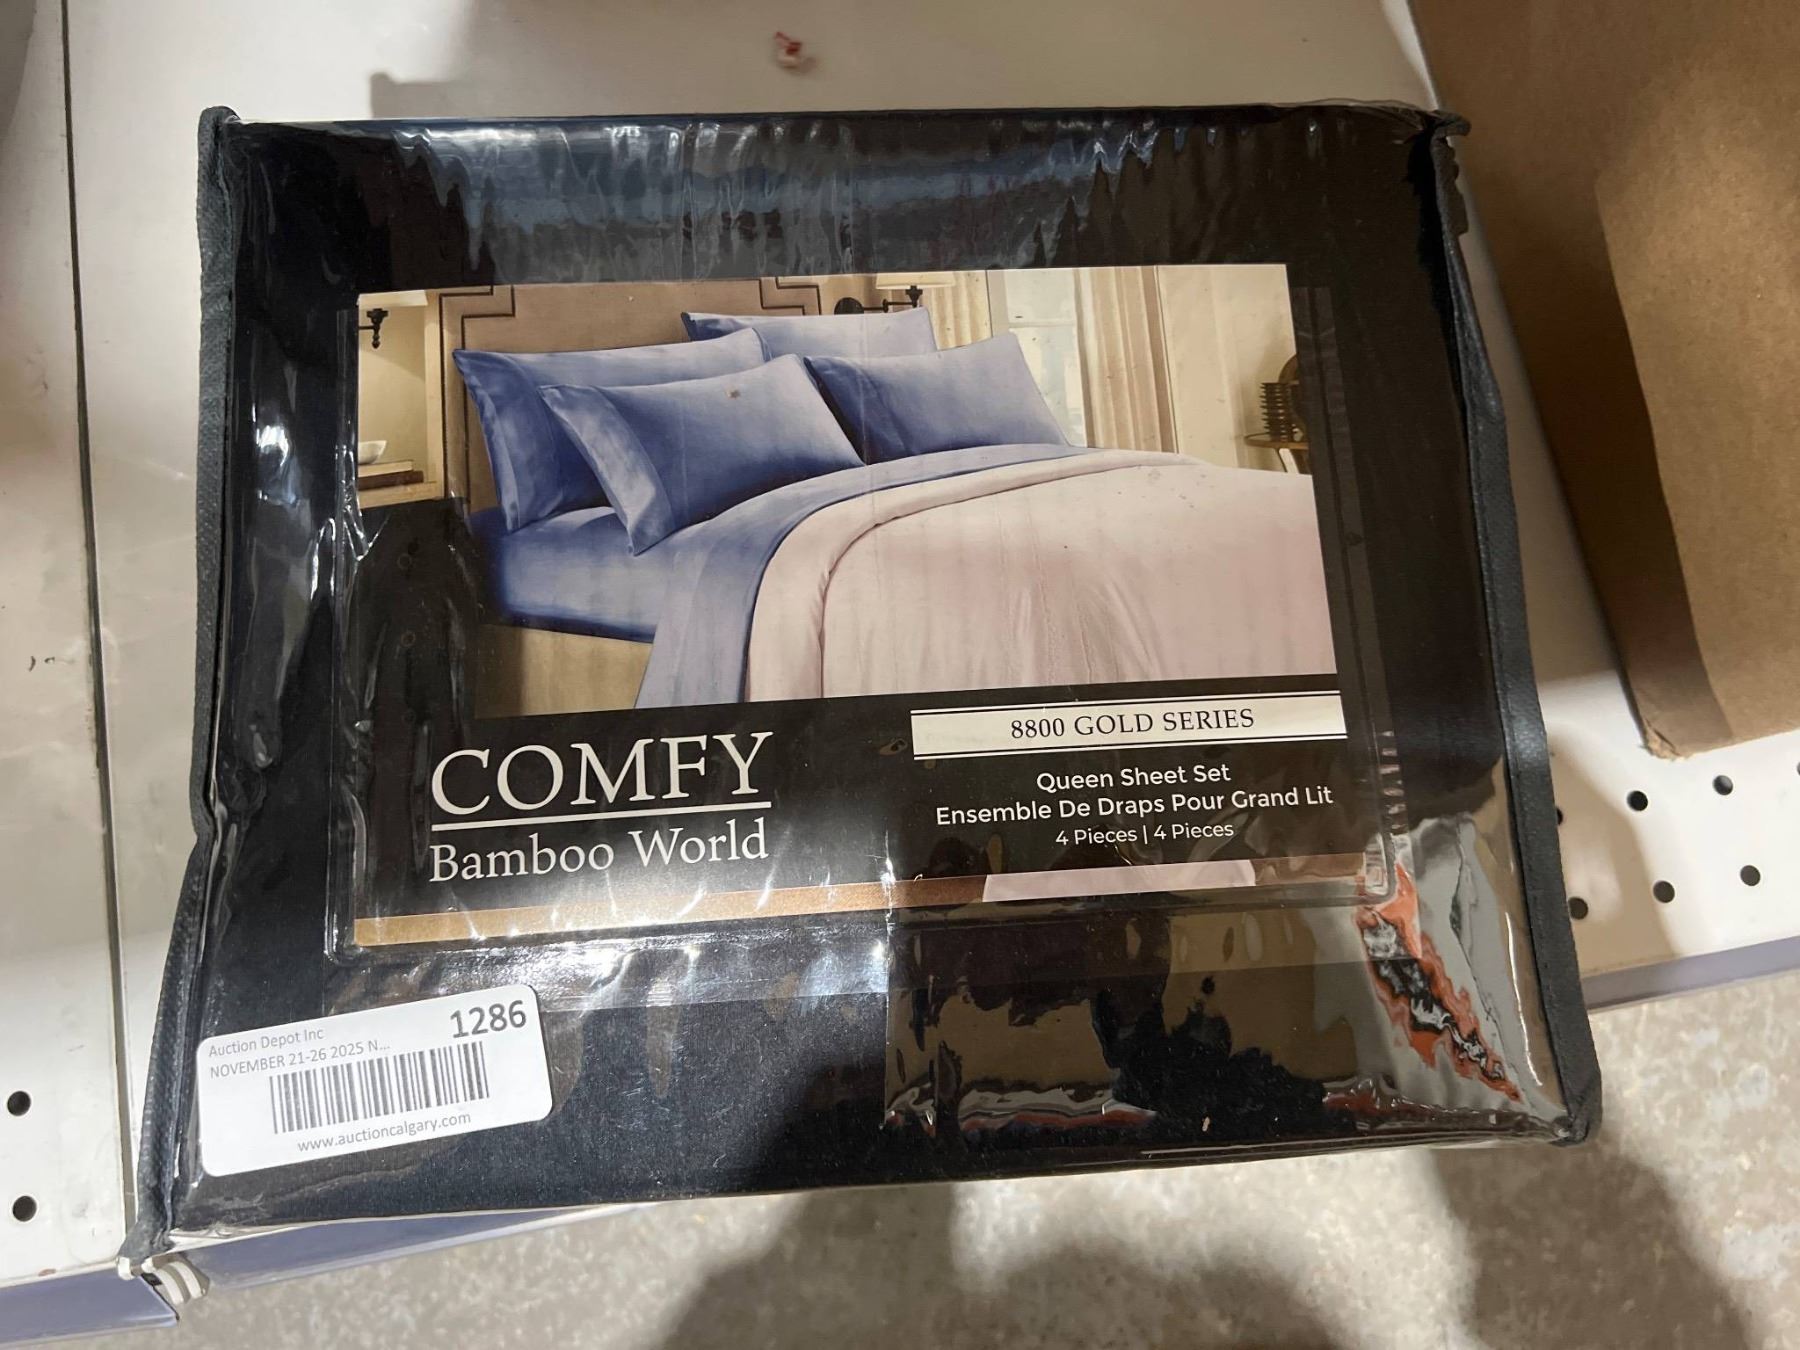 COMFY
Bamboo World
8800 GOLD SERIES
Queen Sheet Set
Ensemble De Draps Pour Grand Lit
4 Pieces | 4 Pieces
1286
Auction Depot Inc
NOVEMBER 21-26 2025 N...
www.auctioncalgary.com